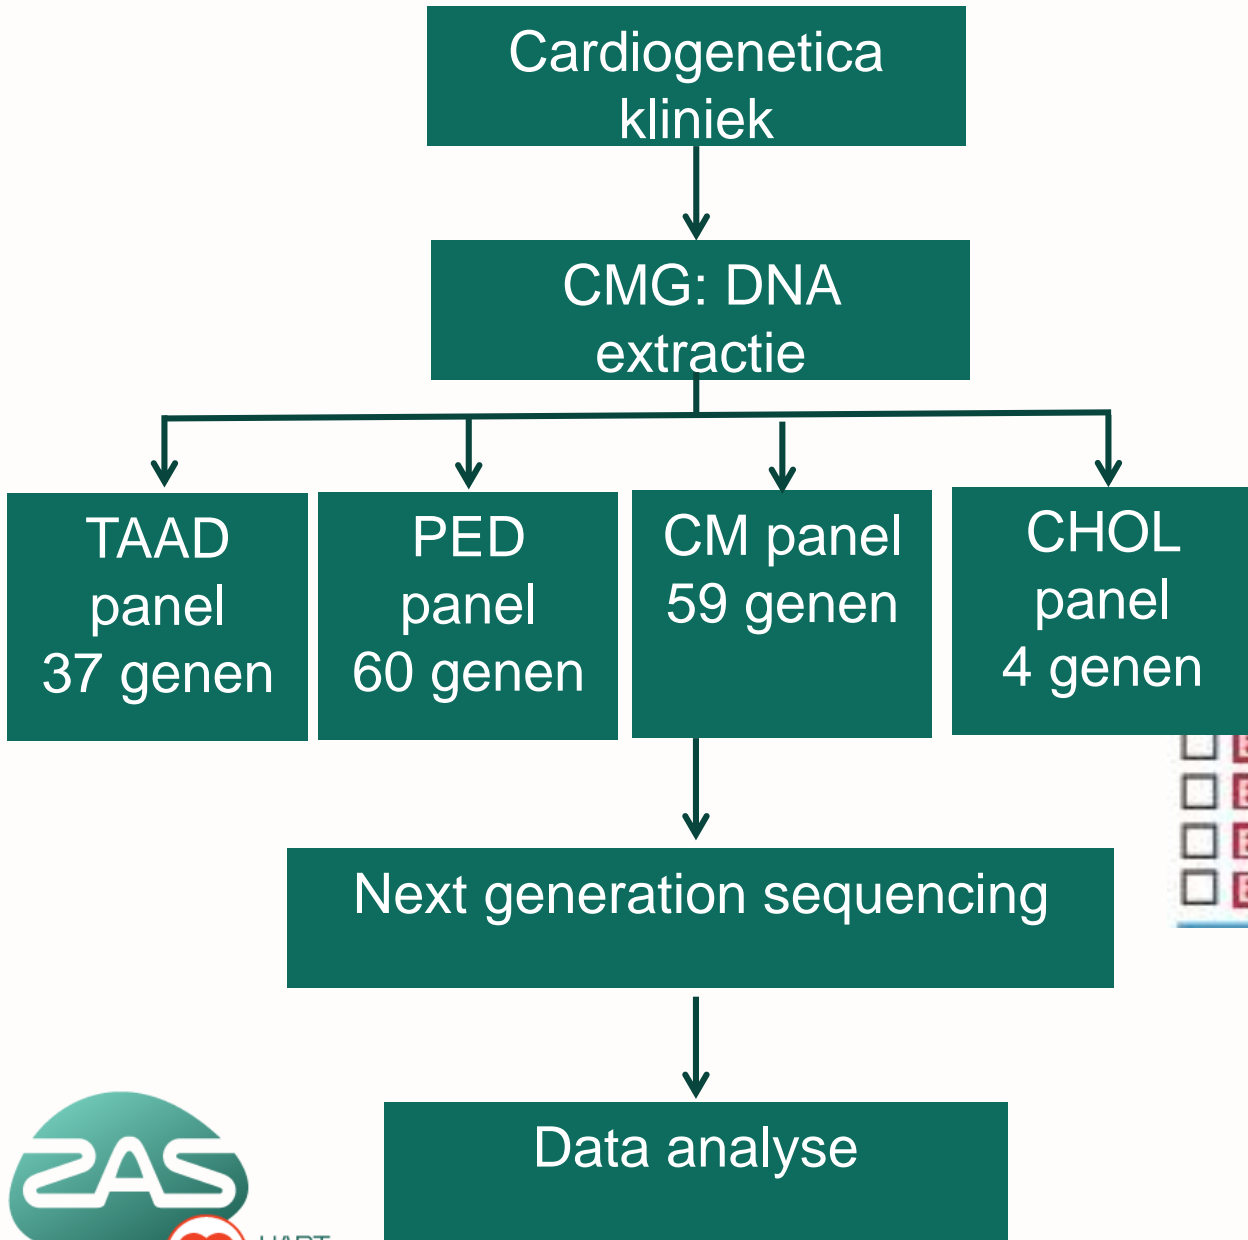 Cardiogenetica
kliniek
CMG: DNA
extractie
TAAD
panel
37 genen
PED
panel
60 genen
CM panel
59 genen
CHOL
panel
4 genen
Next generation sequencing
Data analyse
ZAS
HART